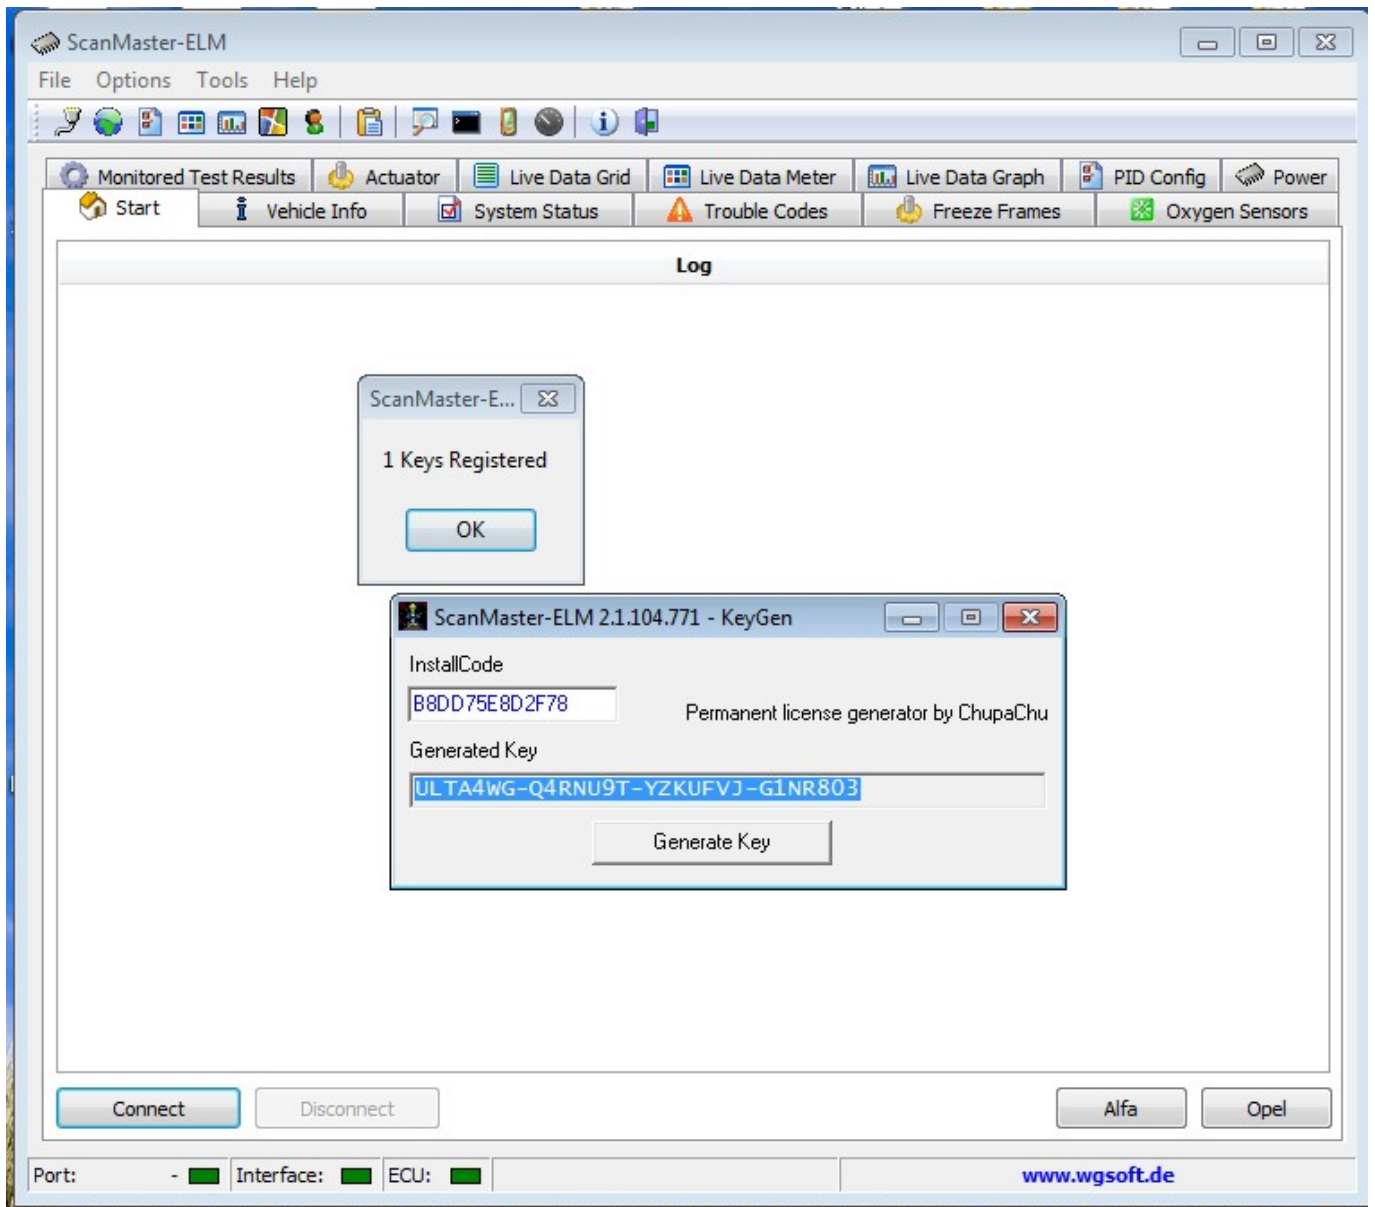 ScanMaster-ELM
File Options Tools Help
Monitored Test Results Actuator Live Data Grid Live Data Meter Live Data Graph PID Config Power
Start Vehicle Info System Status Trouble Codes Freeze Frames Oxygen Sensors
Log
ScanMaster-E...
1 Keys Registered
OK
ScanMaster-ELM 2.1.104.771 - KeyGen
InstallCode
B8DD75E8D2F78
Permanent license generator by ChupaChu
Generated Key
ULTA4WG-Q4RNU9T-YZKUFVJ-G1NR8O3
Generate Key
Connect Disconnect Alfa Opel
Port: - Interface: ECU: www.wgsoft.de